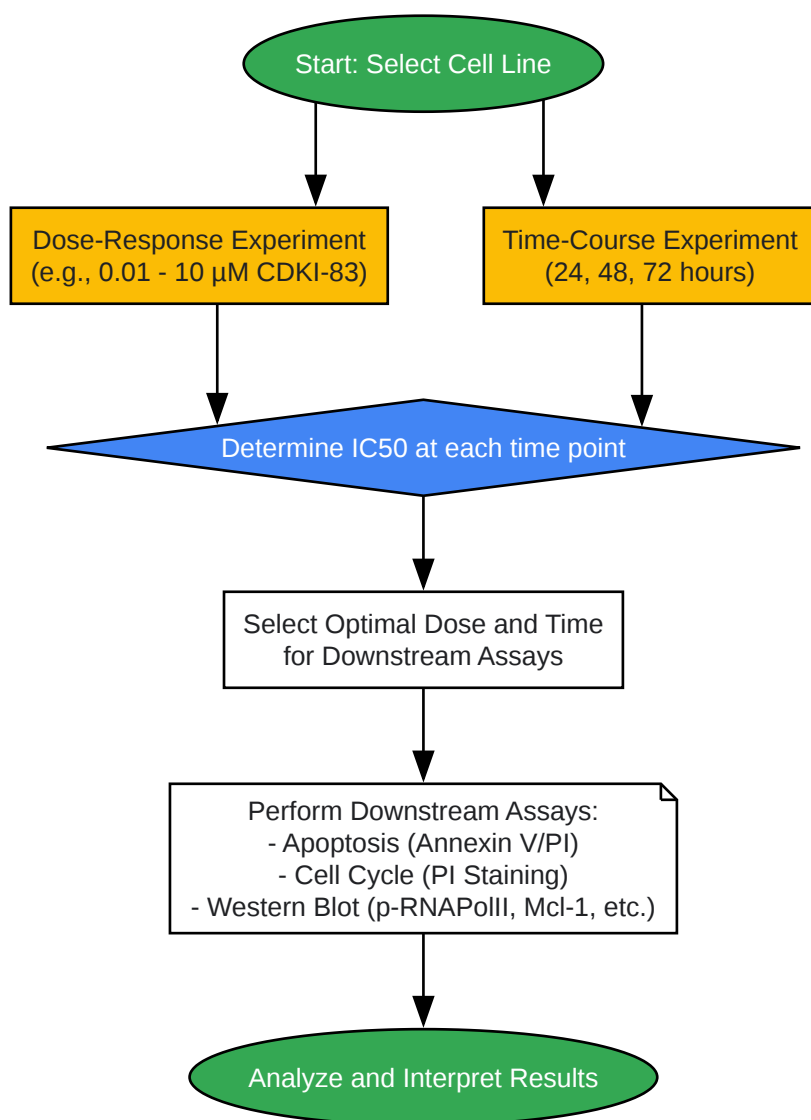 Start: Select Cell Line
Dose-Response Experiment
(e.g., 0.01 - 10 µM CDKI-83)
Time-Course Experiment
(24, 48, 72 hours)
Determine IC50 at each time point
Select Optimal Dose and Time
for Downstream Assays
Perform Downstream Assays:
- Apoptosis (Annexin V/PI)
- Cell Cycle (PI Staining)
- Western Blot (p-RNAPolII, Mcl-1, etc.)
Analyze and Interpret Results